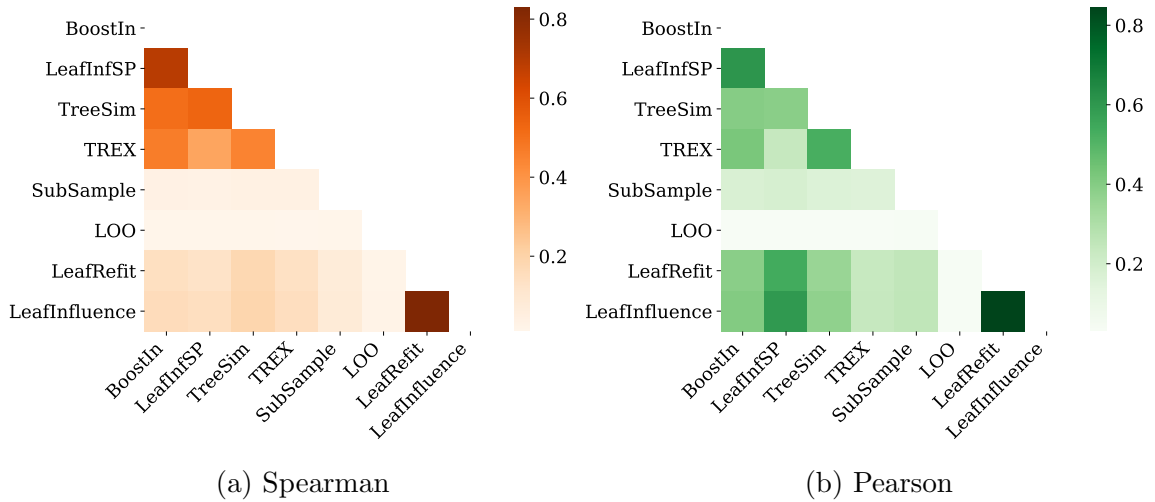 BoostIn
LeafInfSP
TreeSim
TREX
SubSample
LOO
LeafRefit
LeafInfluence
BoostIn
LeafInfSP
TreeSim
TREX
SubSample
LOO
LeafRefit
LeafInfluence
0.8
0.6
0.4
0.2
(a) Spearman
BoostIn
LeafInfSP
TreeSim
TREX
SubSample
LOO
LeafRefit
LeafInfluence
BoostIn
LeafInfSP
TreeSim
TREX
SubSample
LOO
LeafRefit
LeafInfluence
0.8
0.6
0.4
0.2
(b) Pearson